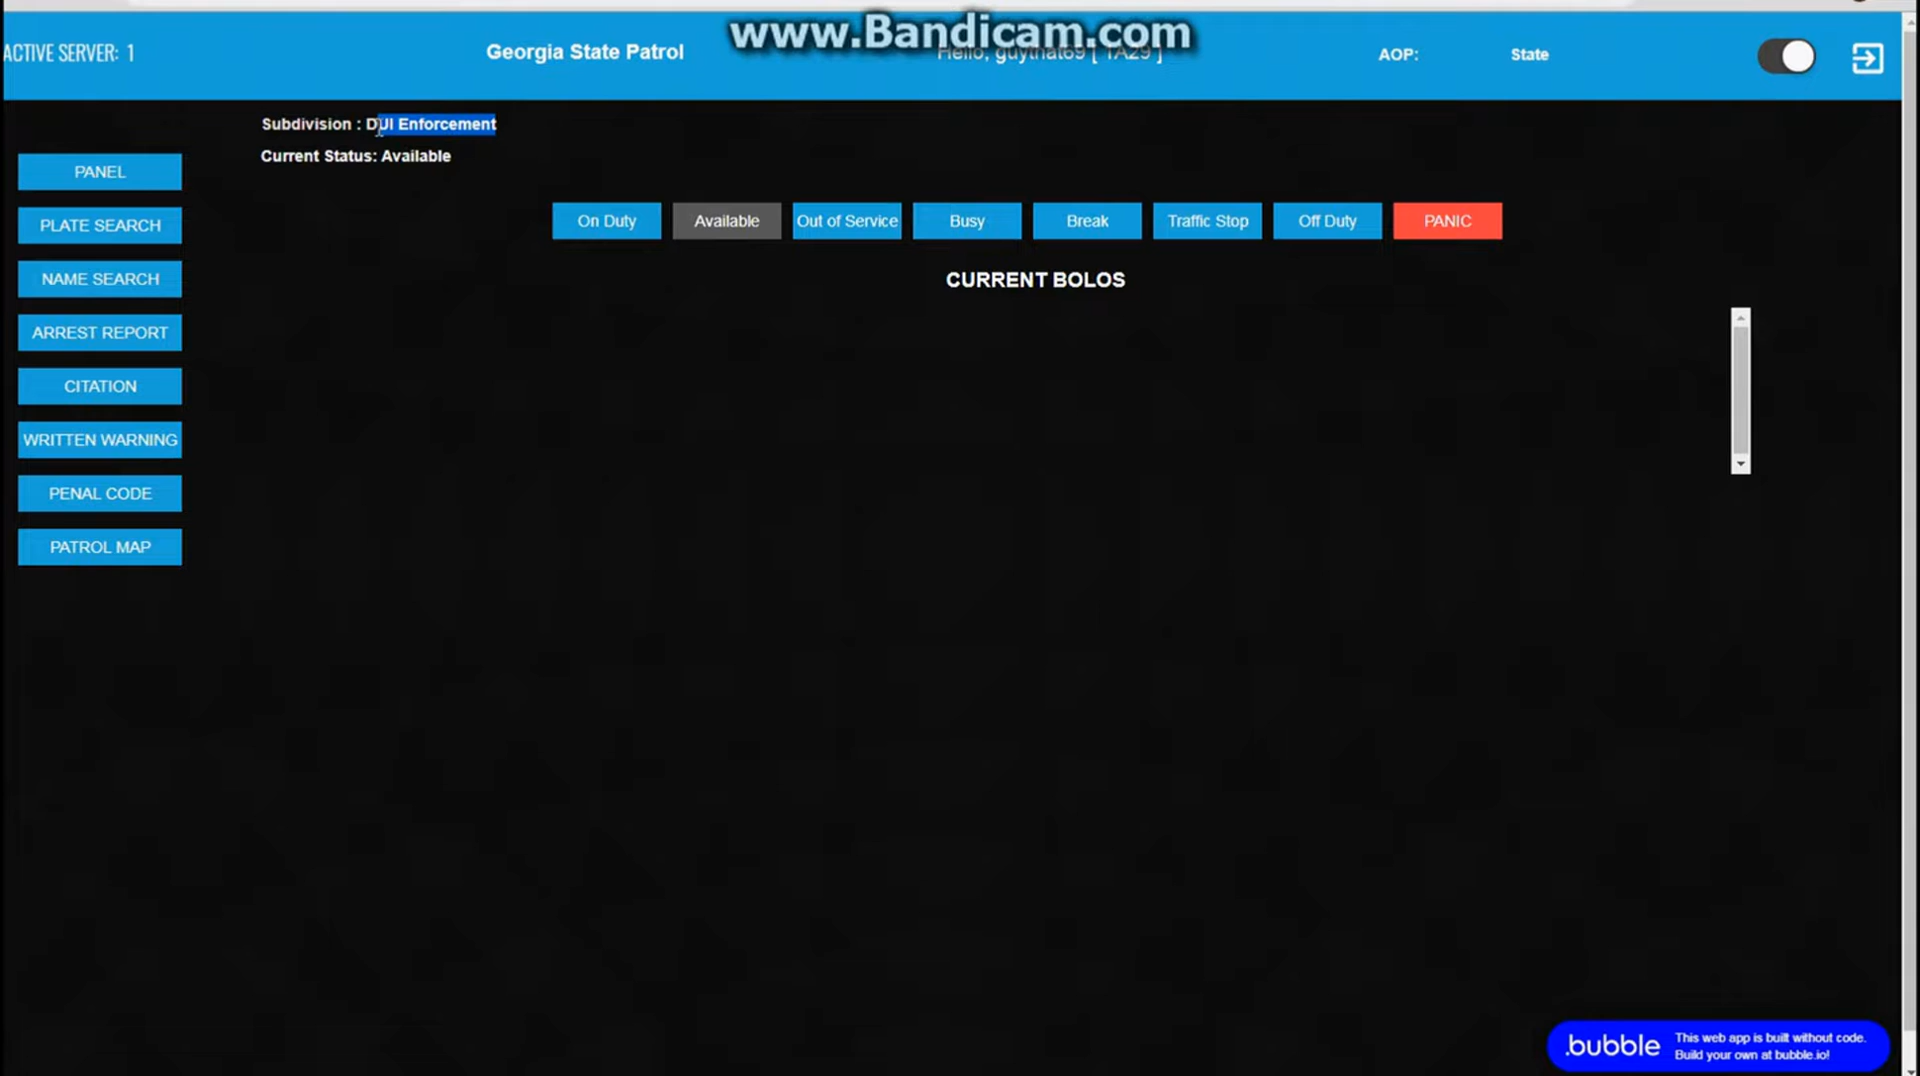 www.Bandicam.com
ACTIVE SERVER: 1
Georgia State Patrol
Hello, guythat69 [ 1A29 ]
AOP:
State
Subdivision : DUI Enforcement
Current Status: Available
PANEL
PLATE SEARCH
NAME SEARCH
ARREST REPORT
CITATION
WRITTEN WARNING
PENAL CODE
PATROL MAP
On Duty
Available
Out of Service
Busy
Break
Traffic Stop
Off Duty
PANIC
CURRENT BOLOS
.bubble
This web app is built without code.
Build your own at bubble.io!